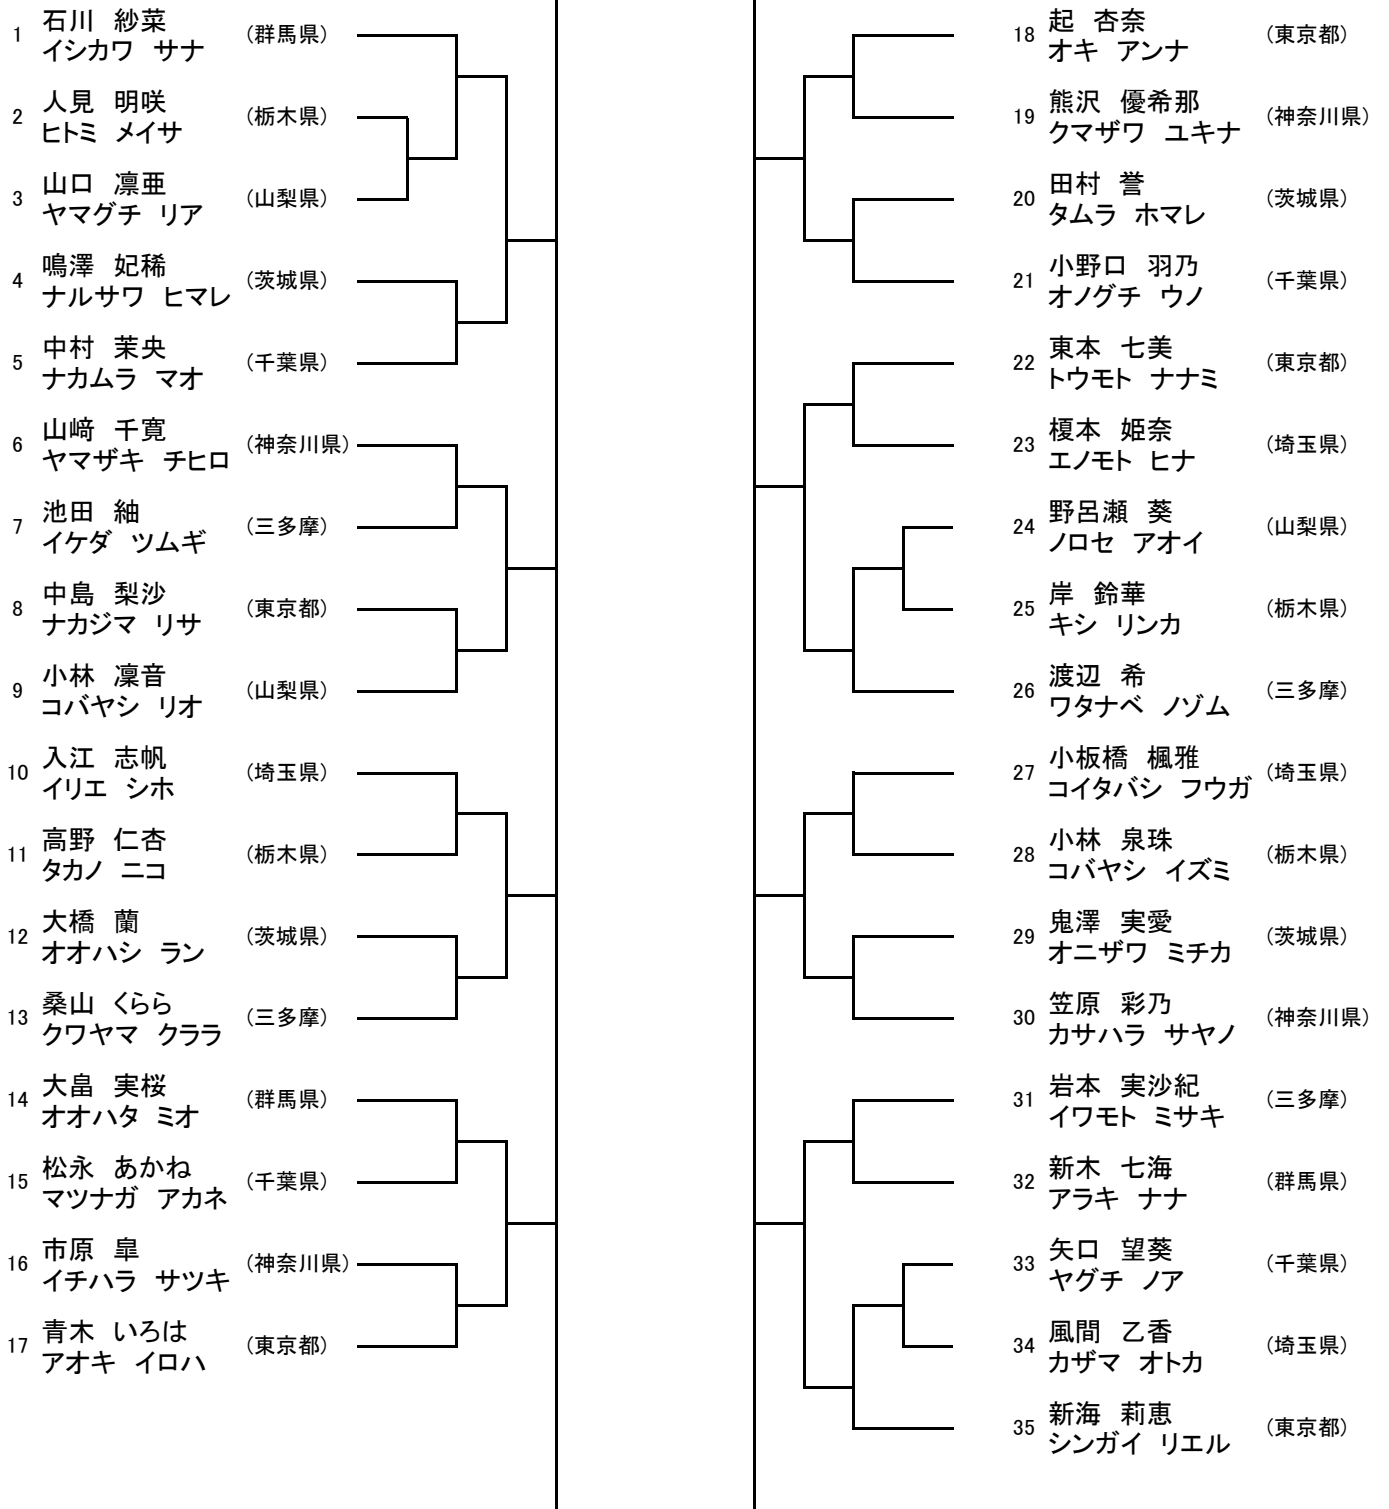 1 石川 紗菜 (群馬県)
イシカワ サナ
2 人見 明咲 (栃木県)
ヒトミ メイサ
3 山口 凛亜 (山梨県)
ヤマグチ リア
4 鳴澤 妃稀 (茨城県)
ナルサワ ヒマレ
5 中村 茉央 (千葉県)
ナカムラ マオ
6 山﨑 千寛 (神奈川県)
ヤマザキ チヒロ
7 池田 紬 (三多摩)
イケダ ツムギ
8 中島 梨沙 (東京都)
ナカジマ リサ
9 小林 凜音 (山梨県)
コバヤシ リオ
10 入江 志帆 (埼玉県)
イリエ シホ
11 高野 仁杏 (栃木県)
タカノ ニコ
12 大橋 蘭 (茨城県)
オオハシ ラン
13 桑山 くらら (三多摩)
クワヤマ クララ
14 大畠 実桜 (群馬県)
オオハタ ミオ
15 松永 あかね (千葉県)
マツナガ アカネ
16 市原 皐 (神奈川県)
イチハラ サツキ
17 青木 いろは (東京都)
アオキ イロハ
18 起 杏奈 (東京都)
オキ アンナ
19 熊沢 優希那 (神奈川県)
クマザワ ユキナ
20 田村 誉 (茨城県)
タムラ ホマレ
21 小野口 羽乃 (千葉県)
オノグチ ウノ
22 東本 七美 (東京都)
トウモト ナナミ
23 榎本 姫奈 (埼玉県)
エノモト ヒナ
24 野呂瀬 葵 (山梨県)
ノロセ アオイ
25 岸 鈴華 (栃木県)
キシ リンカ
26 渡辺 希 (三多摩)
ワタナベ ノゾム
27 小板橋 楓雅 (埼玉県)
コイタバシ フウガ
28 小林 泉珠 (栃木県)
コバヤシ イズミ
29 鬼澤 実愛 (茨城県)
オニザワ ミチカ
30 笠原 彩乃 (神奈川県)
カサハラ サヤノ
31 岩本 実沙紀 (三多摩)
イワモト ミサキ
32 新木 七海 (群馬県)
アラキ ナナ
33 矢口 望葵 (千葉県)
ヤグチ ノア
34 風間 乙香 (埼玉県)
カザマ オトカ
35 新海 莉恵 (東京都)
シンガイ リエル